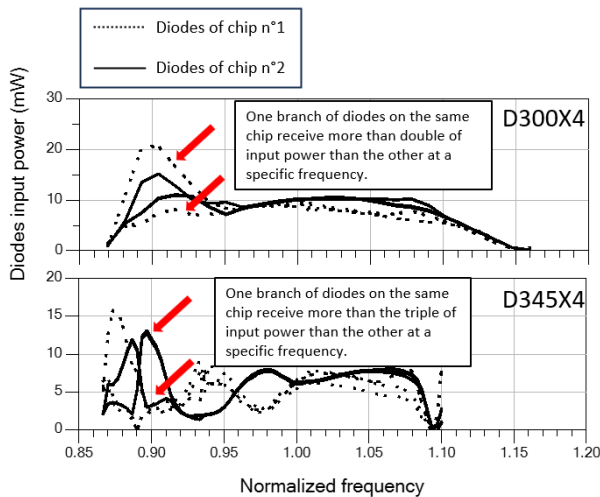 Diodes of chip n°1
Diodes of chip n°2
Diodes input power (mW)
30
20
10
0
D300X4
One branch of diodes on the same
chip receive more than double of
input power than the other at a
specific frequency.
20
15
10
5
0
D345X4
One branch of diodes on the same
chip receive more than the triple of
input power than the other at a
specific frequency.
0.85 0.90 0.95 1.00 1.05 1.10 1.15 1.20
Normalized frequency